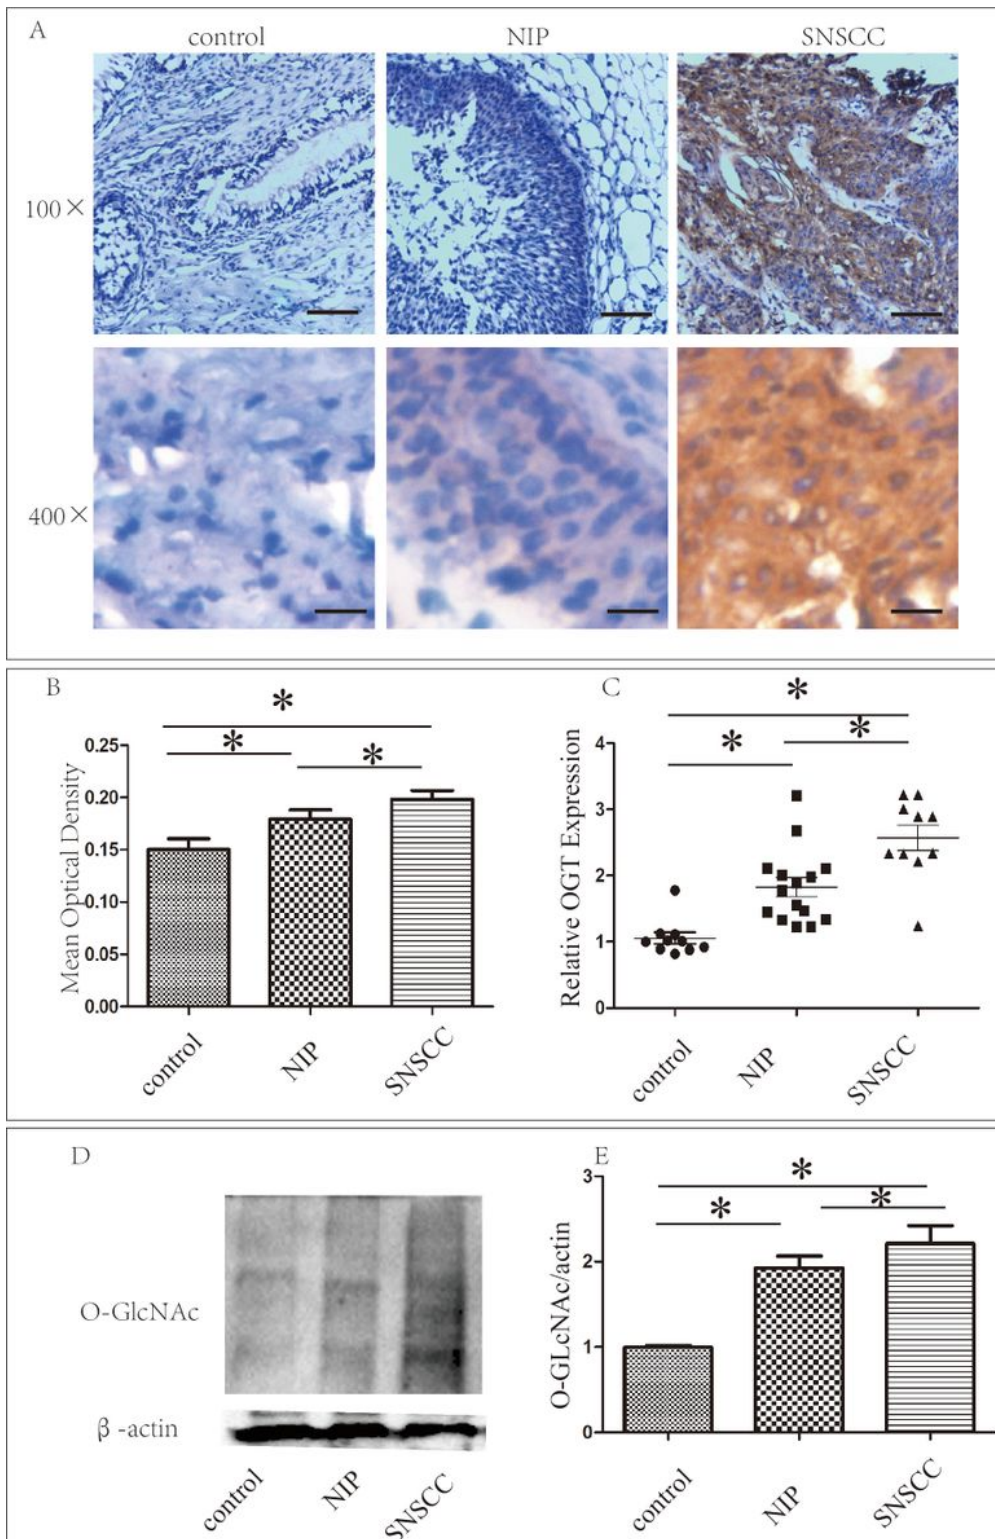 A
control NIP SNSCC
100×
400×
B
*
* *
Mean Optical Density
0.25
0.20
0.15
0.10
0.05
0.00
control NIP SNSCC
C
*
* *
Relative OGT Expression
4
3
2
1
0
control NIP SNSCC
D
O-GlcNAc
β -actin
control NIP SNSCC
E
*
* *
O-GLcNAc/actin
3
2
1
0
control NIP SNSCC